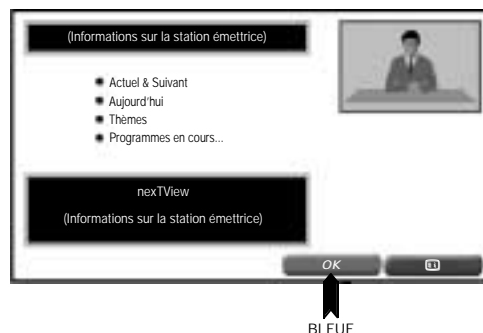 (Informations sur la station émettrice)
Actuel & Suivant
Aujourd'hui
Thèmes
Programmes en cours...
nexTView
(Informations sur la station émettrice)
OK
BLEUE